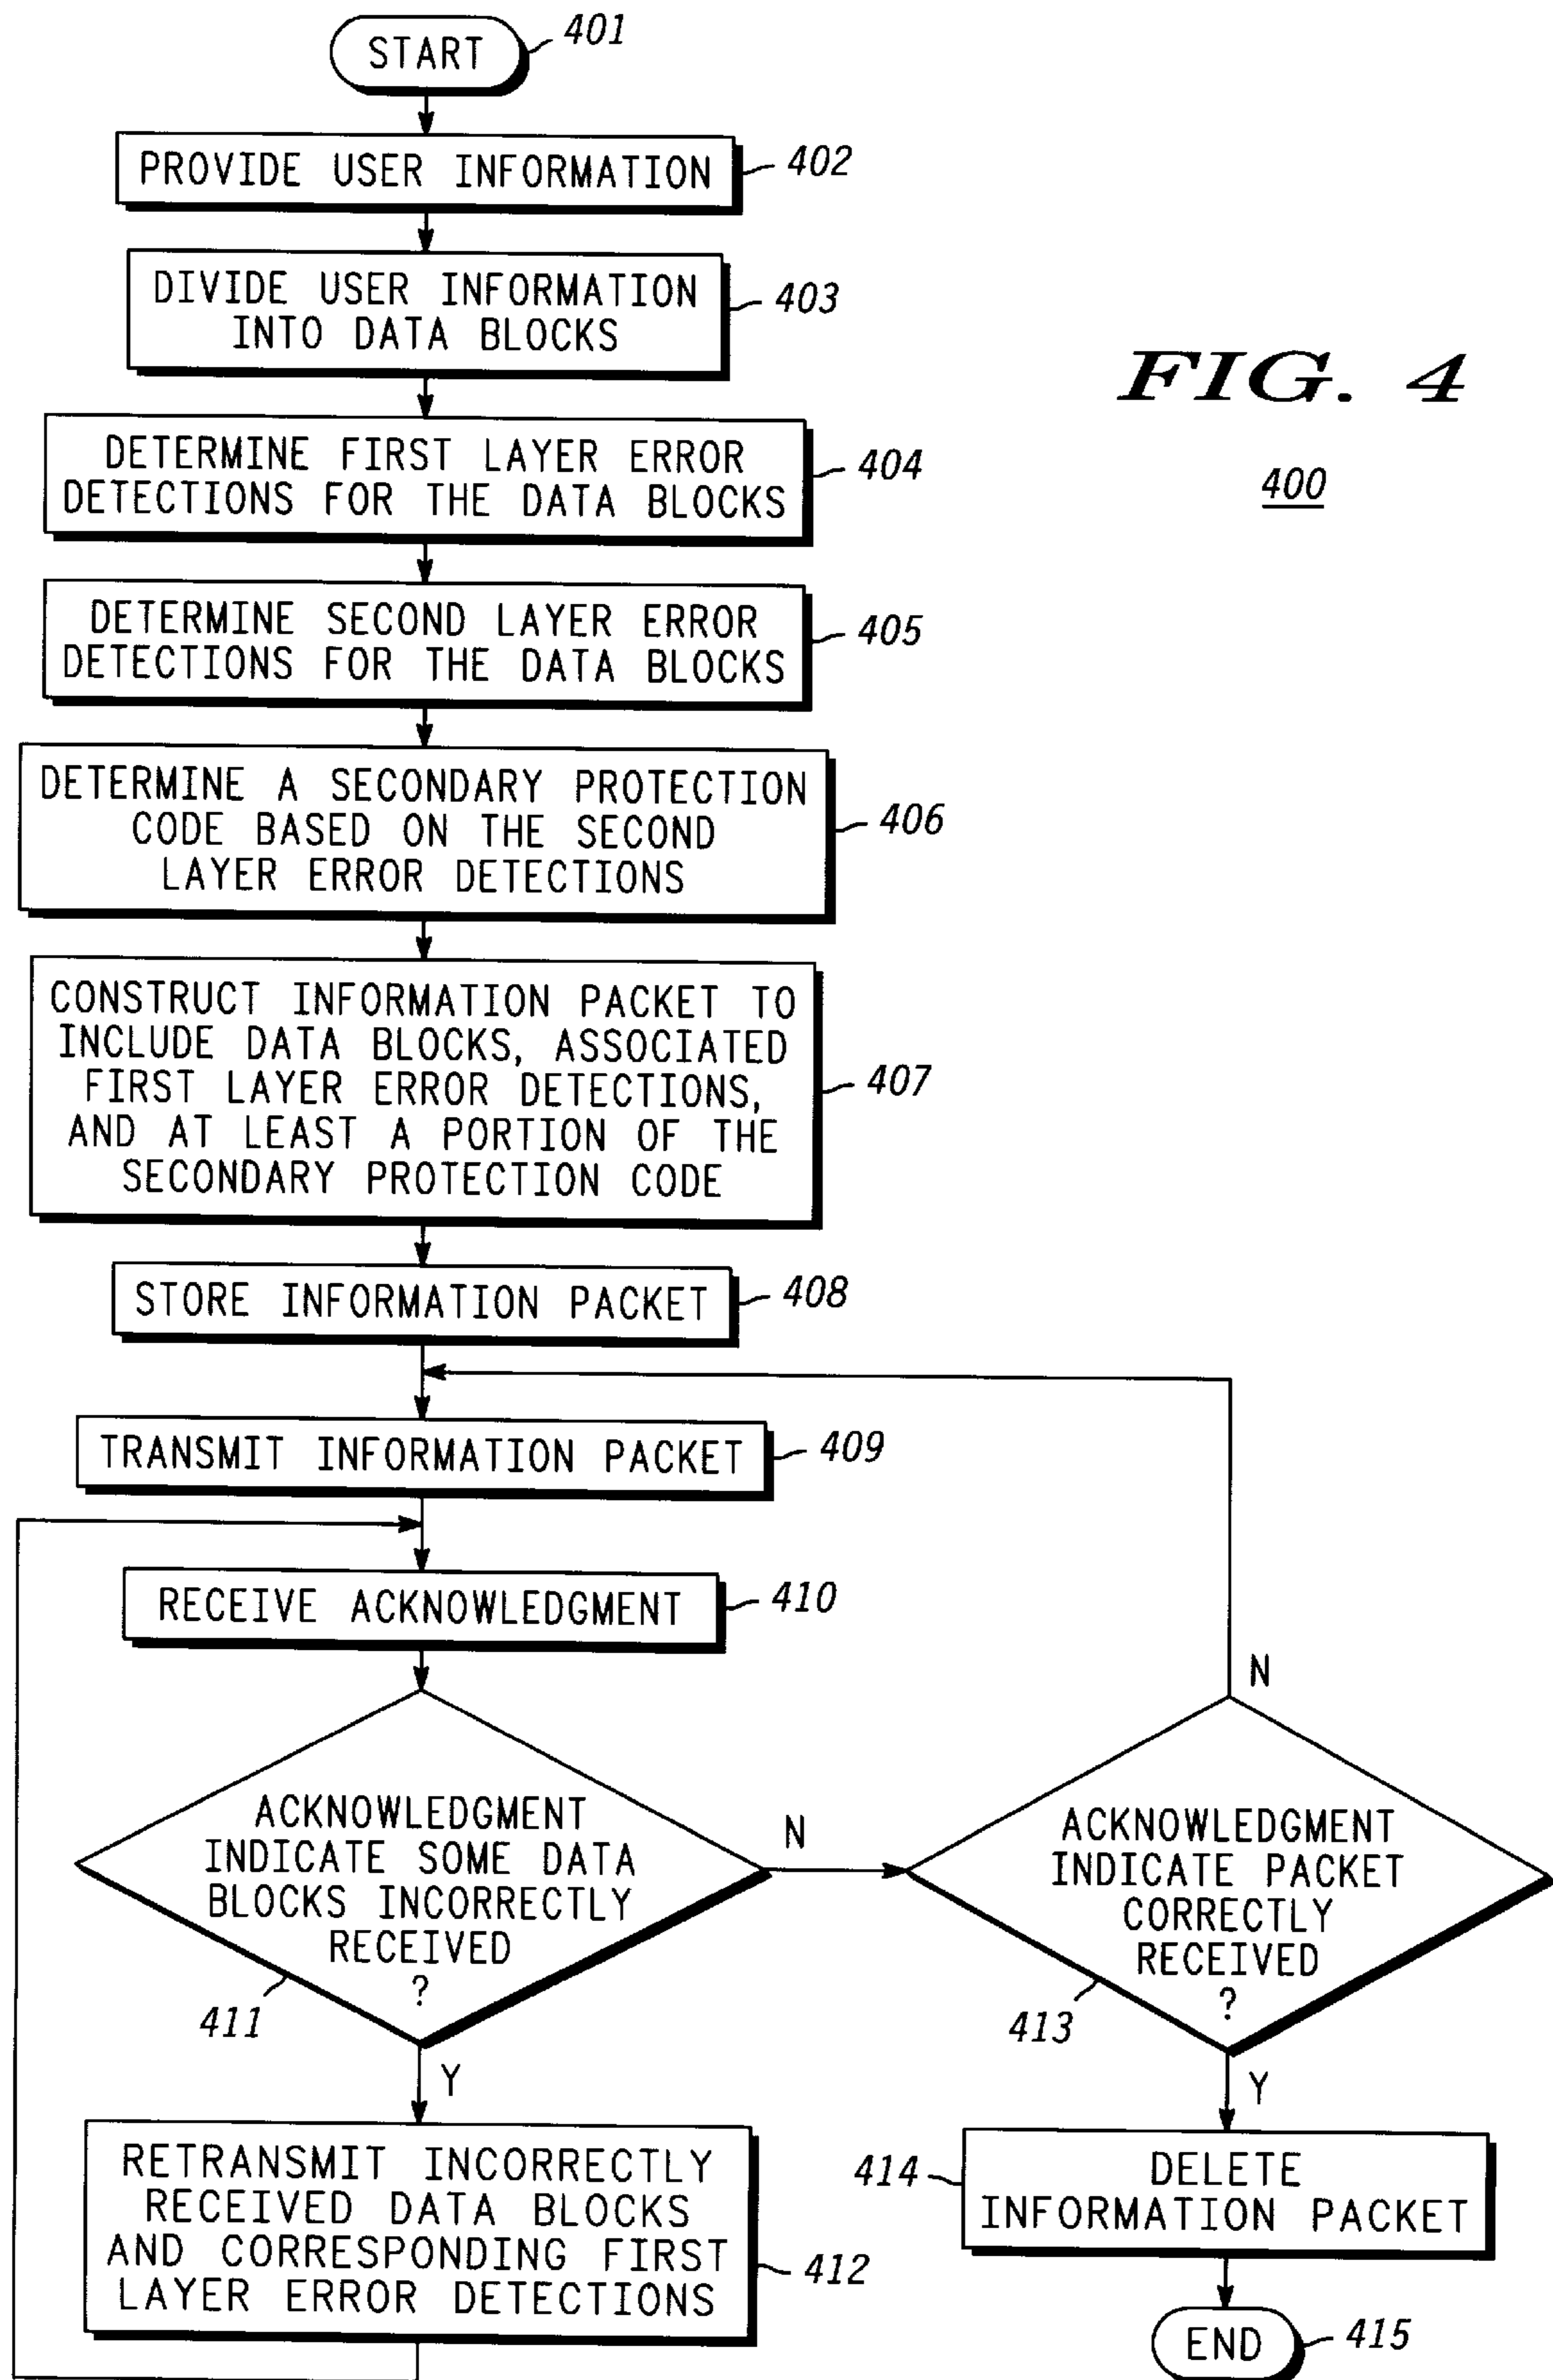 START
401
PROVIDE USER INFORMATION
402
DIVIDE USER INFORMATION
INTO DATA BLOCKS
403
FIG. 4
400
DETERMINE FIRST LAYER ERROR
DETECTIONS FOR THE DATA BLOCKS
404
DETERMINE SECOND LAYER ERROR
DETECTIONS FOR THE DATA BLOCKS
405
DETERMINE A SECONDARY PROTECTION
CODE BASED ON THE SECOND
LAYER ERROR DETECTIONS
406
CONSTRUCT INFORMATION PACKET TO
INCLUDE DATA BLOCKS, ASSOCIATED
FIRST LAYER ERROR DETECTIONS,
AND AT LEAST A PORTION OF THE
SECONDARY PROTECTION CODE
407
STORE INFORMATION PACKET
408
TRANSMIT INFORMATION PACKET
409
RECEIVE ACKNOWLEDGMENT
410
ACKNOWLEDGMENT
INDICATE SOME DATA
BLOCKS INCORRECTLY
RECEIVED
?
411
N
Y
N
ACKNOWLEDGMENT
INDICATE PACKET
CORRECTLY
RECEIVED
?
413
Y
RETRANSMIT INCORRECTLY
RECEIVED DATA BLOCKS
AND CORRESPONDING FIRST
LAYER ERROR DETECTIONS
412
414
DELETE
INFORMATION PACKET
END
415